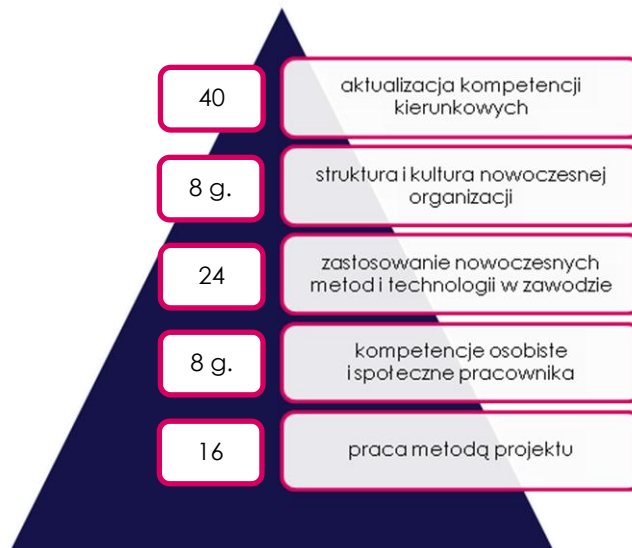 40
aktualizacja kompetencji
kierunkowych
8 g.
struktura i kultura nowoczesnej
organizacji
24
zastosowanie nowoczesnych
metod i technologii w zawodzie
8 g.
kompetencje osobiste
i społeczne pracownika
16
praca metodą projektu